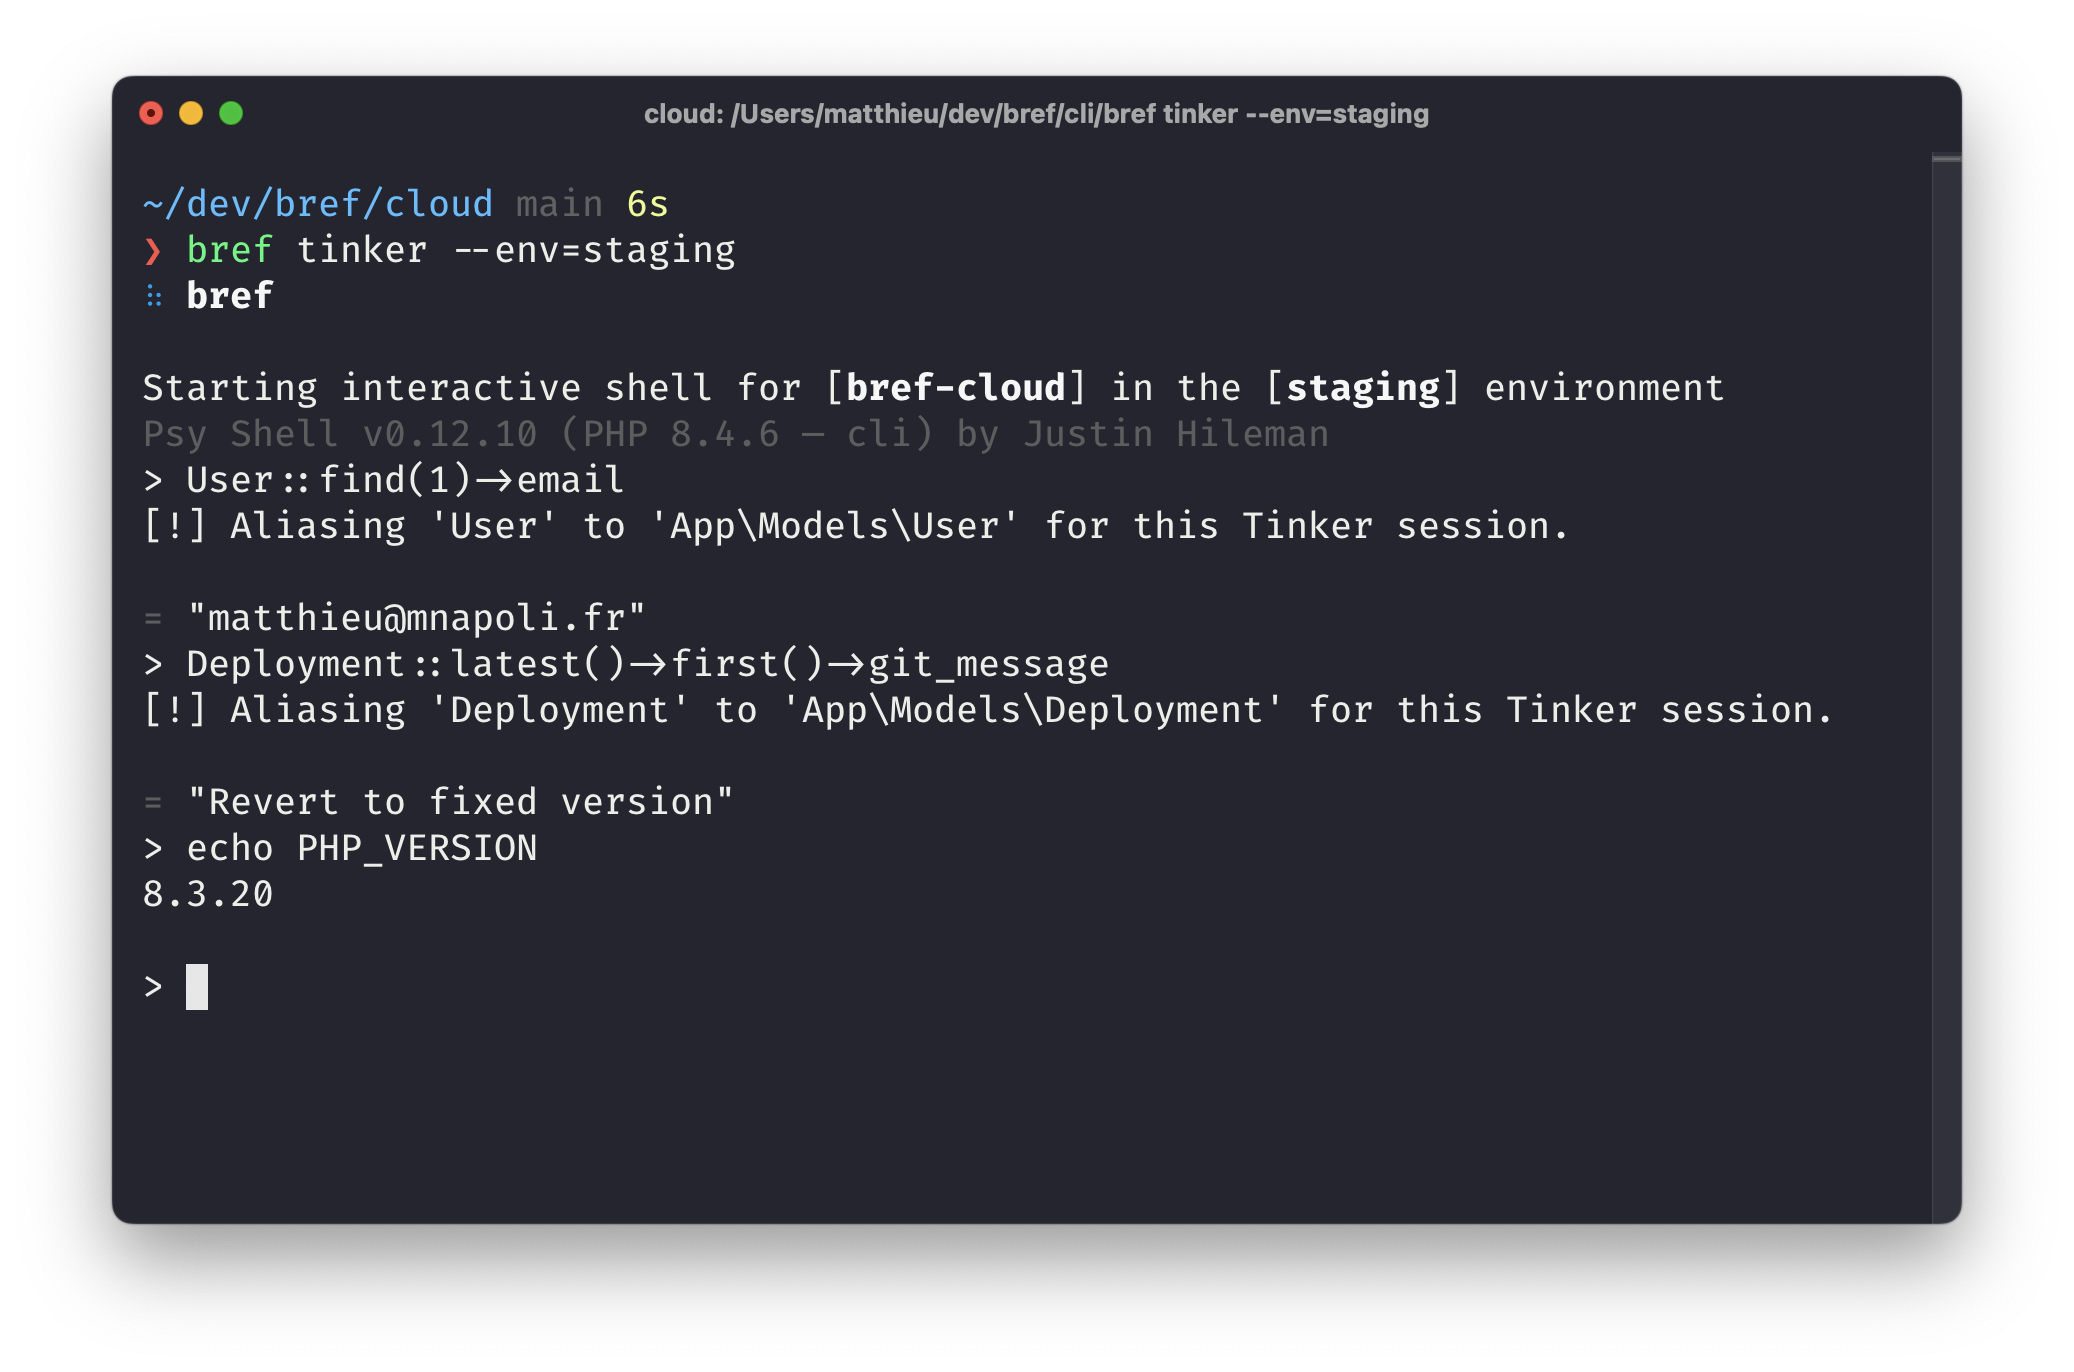 cloud: /Users/matthieu/dev/bref/cli/bref tinker --env=staging
~/dev/bref/cloud main 6s
❯ bref tinker --env=staging
bref
Starting interactive shell for [bref-cloud] in the [staging] environment
Psy Shell v0.12.10 (PHP 8.4.6 — cli) by Justin Hileman
> User::find(1)->email
[!] Aliasing 'User' to 'App\Models\User' for this Tinker session.
= "matthieu@mnapoli.fr"
> Deployment::latest()->first()->git_message
[!] Aliasing 'Deployment' to 'App\Models\Deployment' for this Tinker session.
= "Revert to fixed version"
> echo PHP_VERSION
8.3.20
>